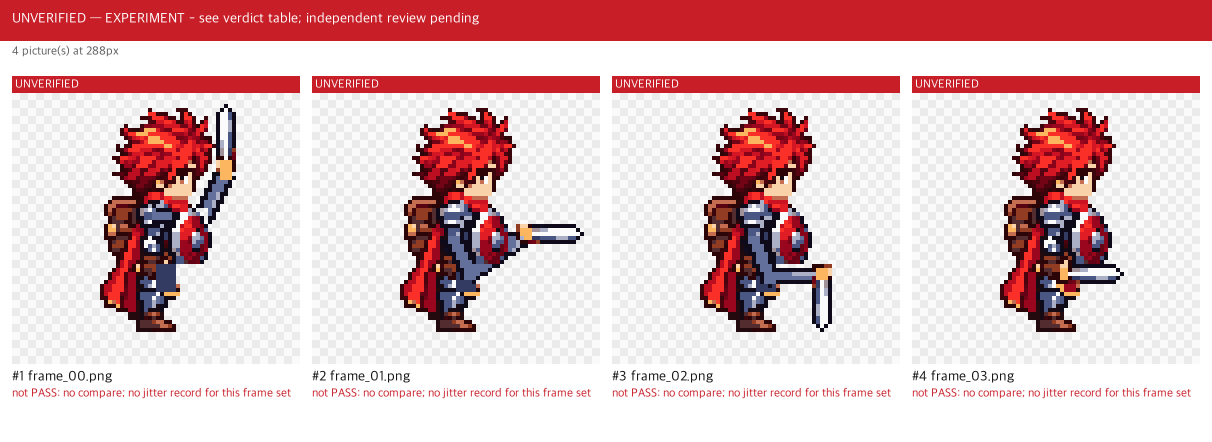 UNVERIFIED — EXPERIMENT – see verdict table; independent review pending
4 picture(s) at 288px
UNVERIFIED
UNVERIFIED
UNVERIFIED
UNVERIFIED
#1 frame_00.png
#2 frame_01.png
#3 frame_02.png
#4 frame_03.png
not PASS: no compare; no jitter record for this frame set
not PASS: no compare; no jitter record for this frame set
not PASS: no compare; no jitter record for this frame set
not PASS: no compare; no jitter record for this frame set